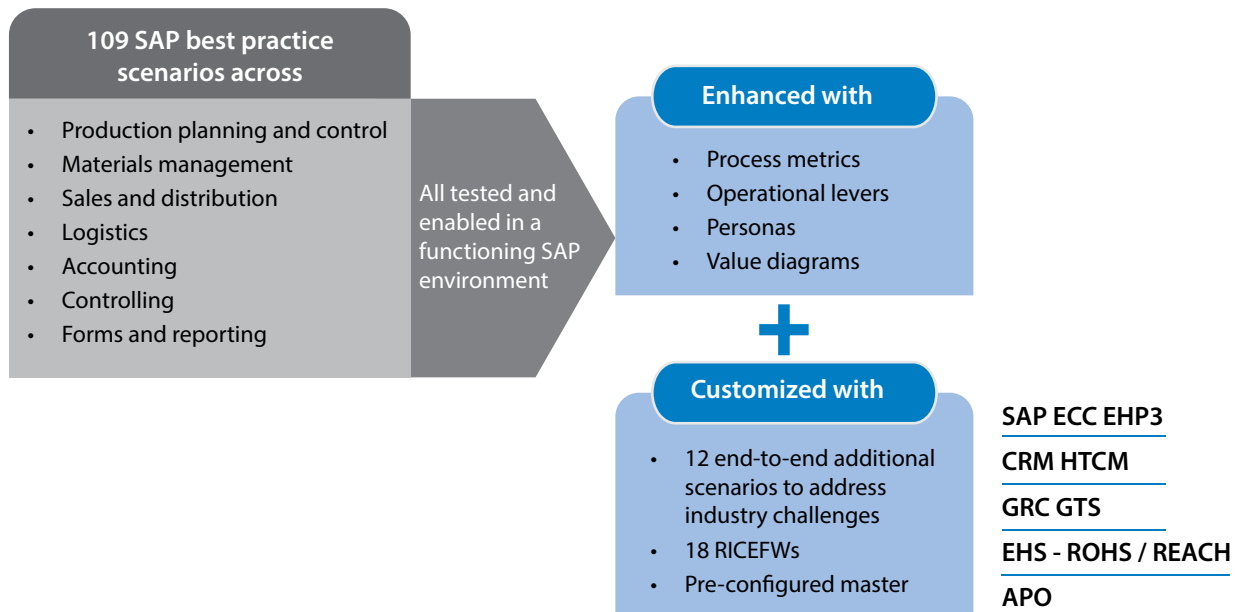 109 SAP best practice
scenarios across
• Production planning and control
• Materials management
• Sales and distribution
• Logistics
• Accounting
• Controlling
• Forms and reporting
All tested and
enabled in a
functioning SAP
environment
Enhanced with
• Process metrics
• Operational levers
• Personas
• Value diagrams
+
Customized with
• 12 end-to-end additional
scenarios to address
industry challenges
• 18 RICEFWs
• Pre-configured master
SAP ECC EHP3
CRM HTCM
GRC GTS
EHS - ROHS / REACH
APO